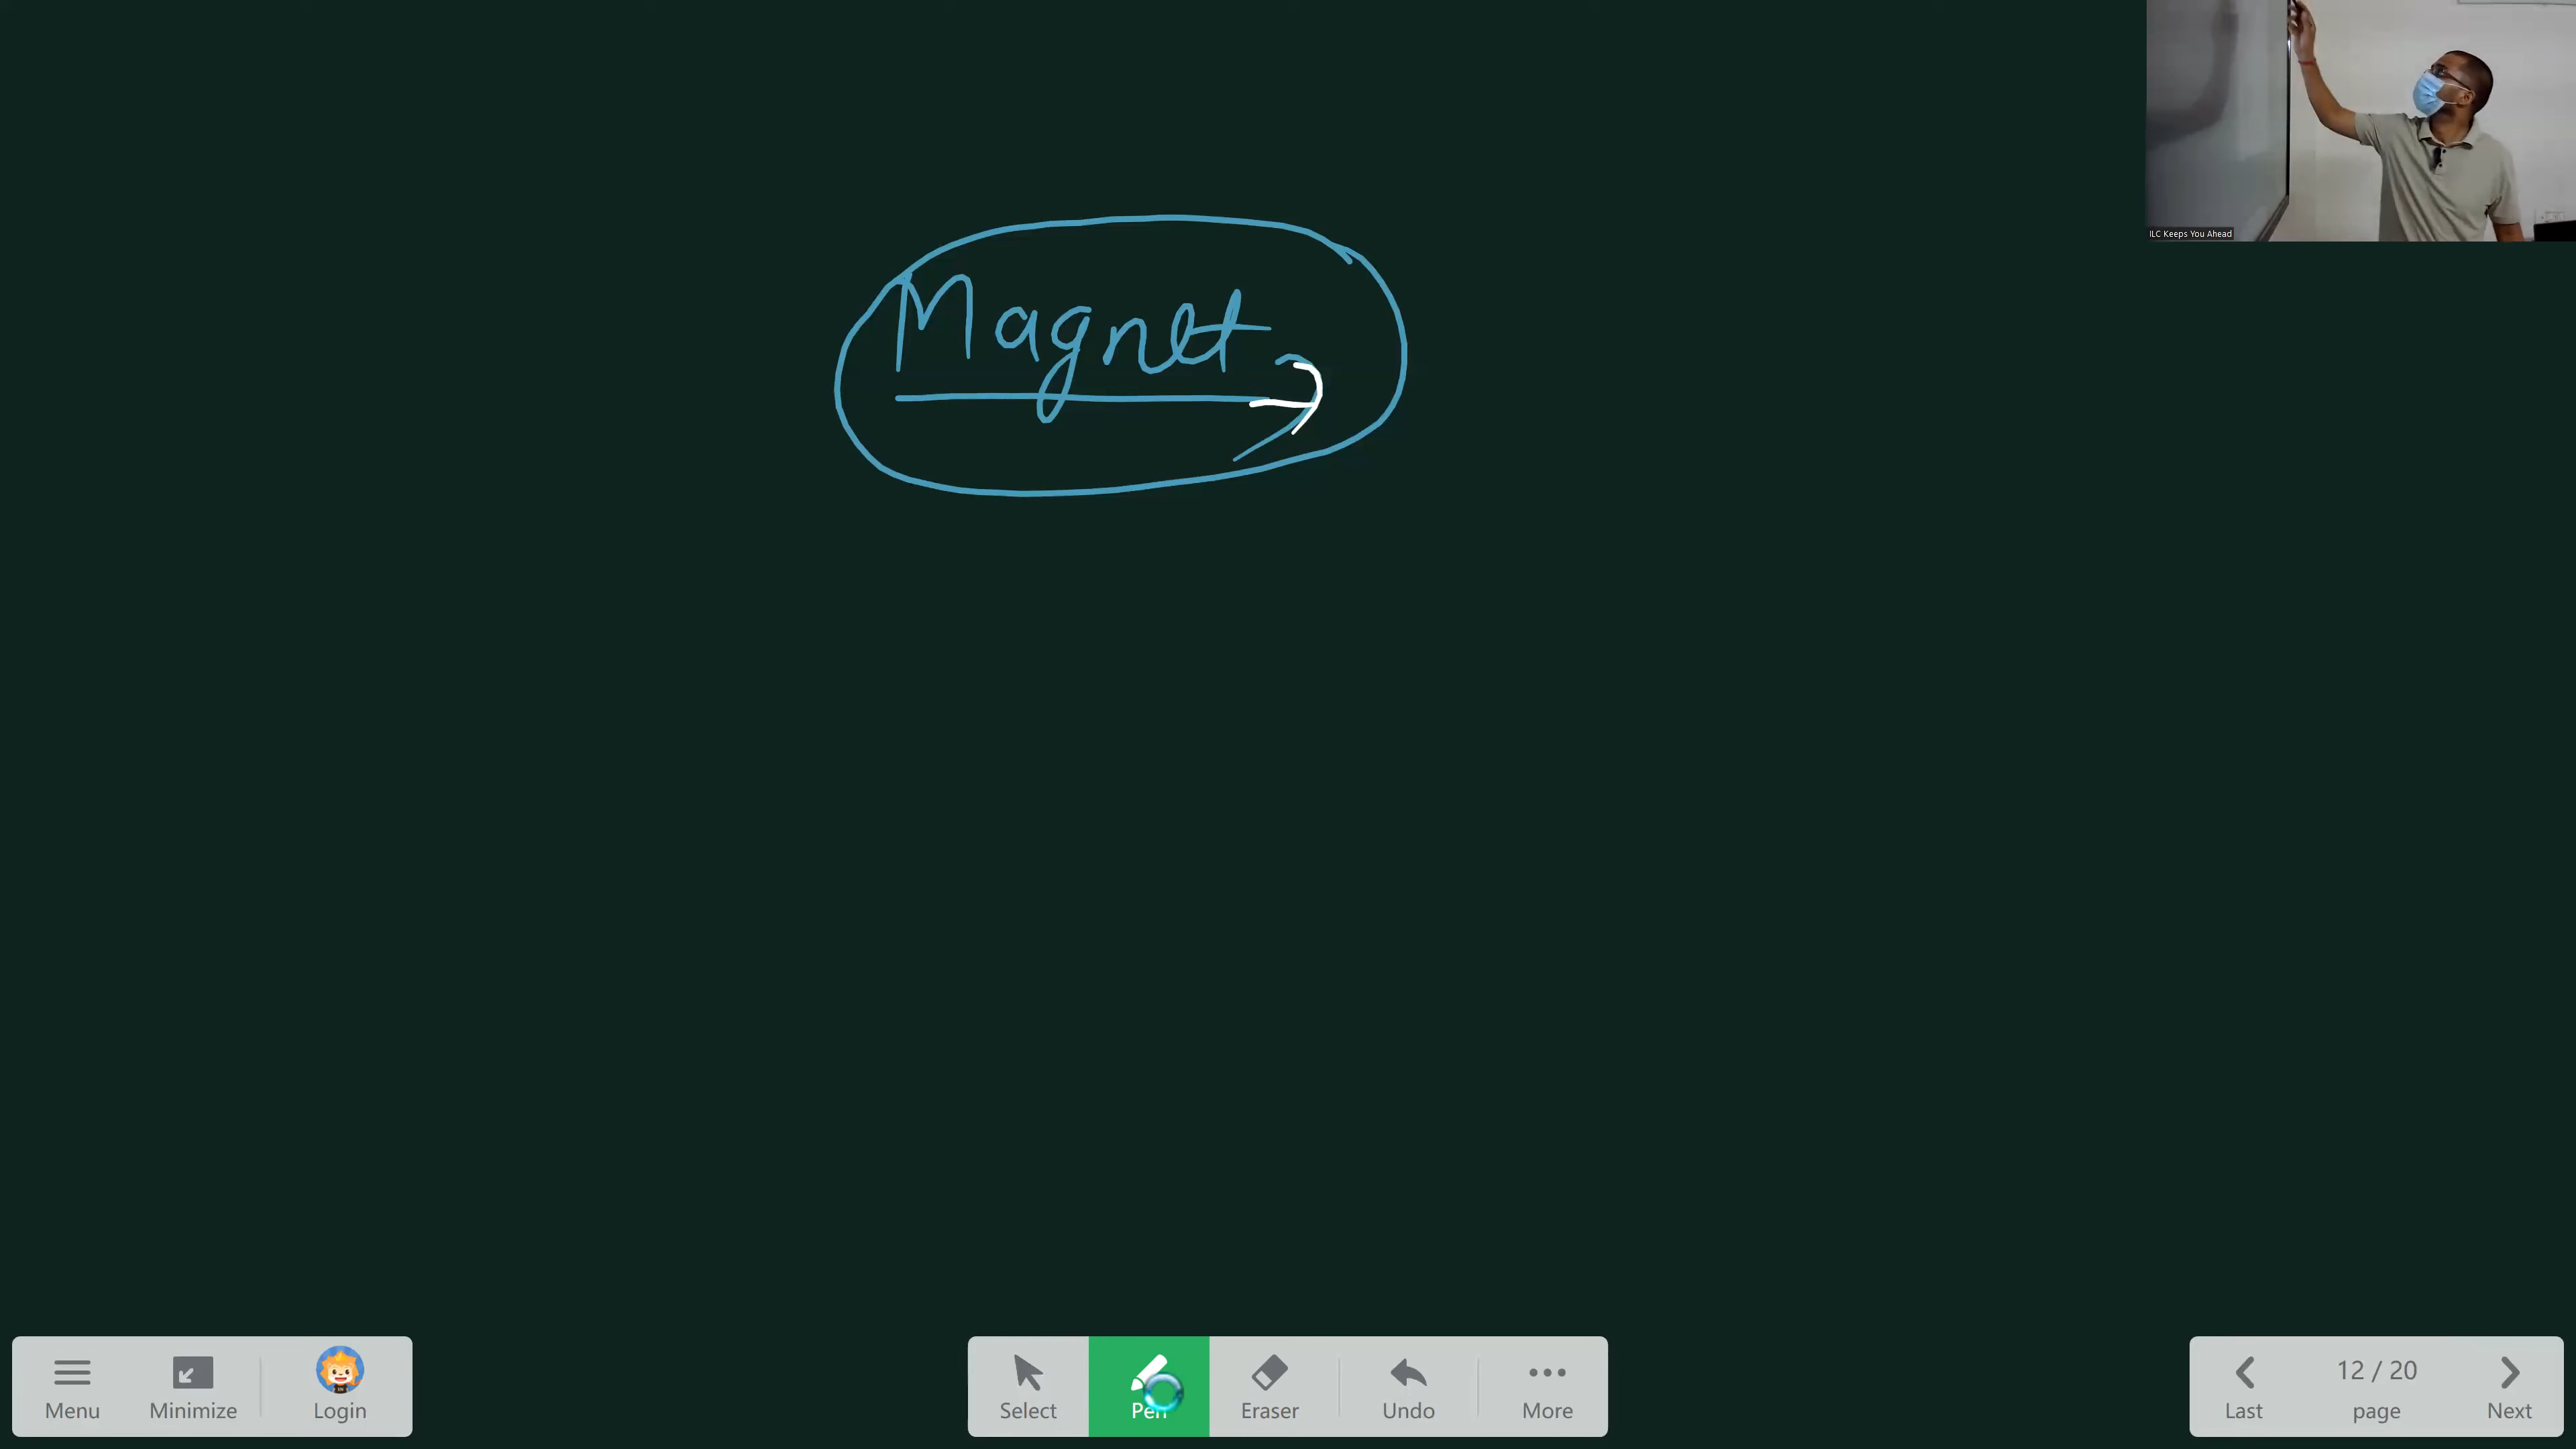 ILC Keeps You Ahead
Magnet
Menu
Minimize
Login
Select
Pen
Eraser
Undo
More
Last
12 / 20
page
Next